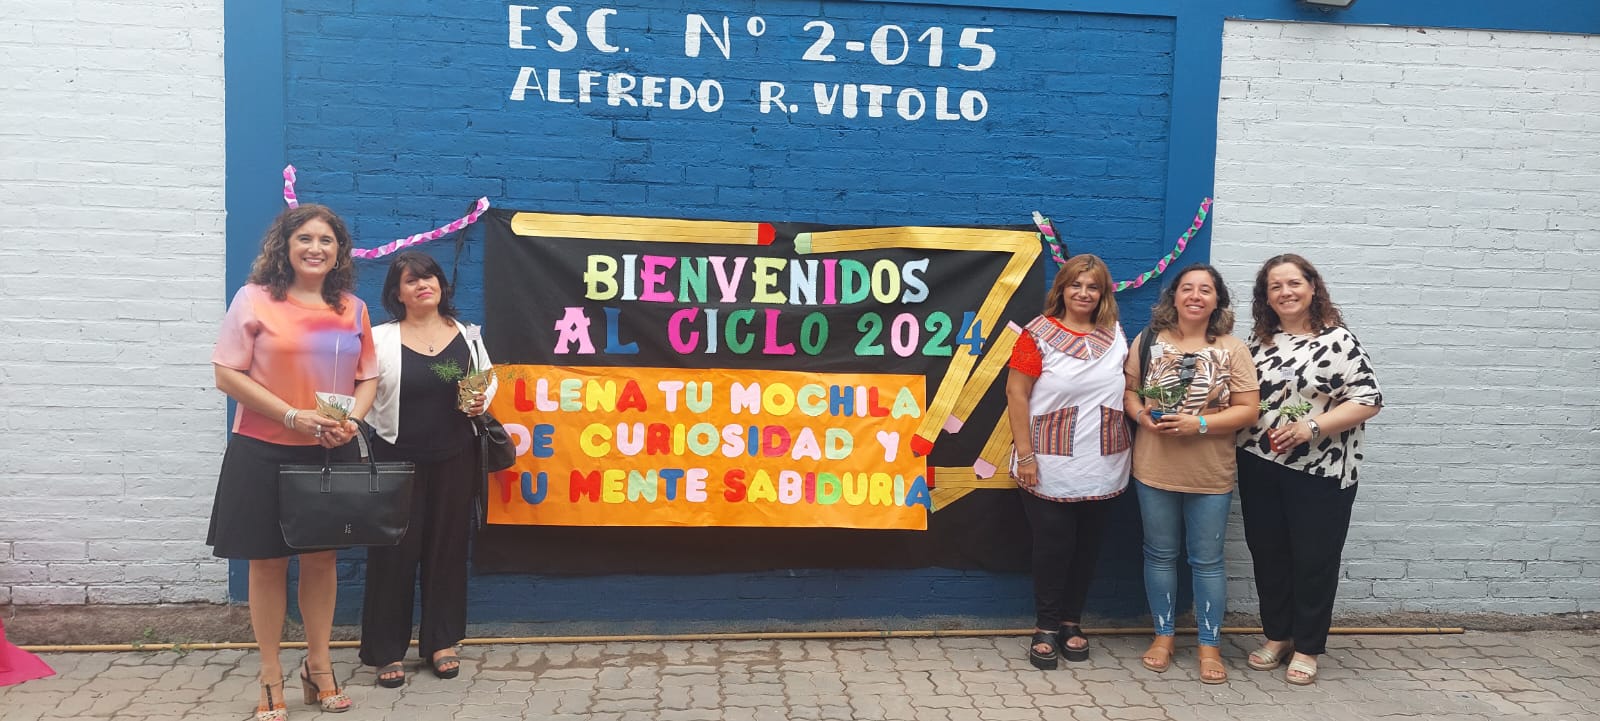 ESC. Nº 2-015
ALFREDO R. VITOLO
BIENVENIDOS
AL CICLO 2024
LLENA TU MOCHILA
DE CURIOSIDAD Y
TU MENTE SABIDURIA